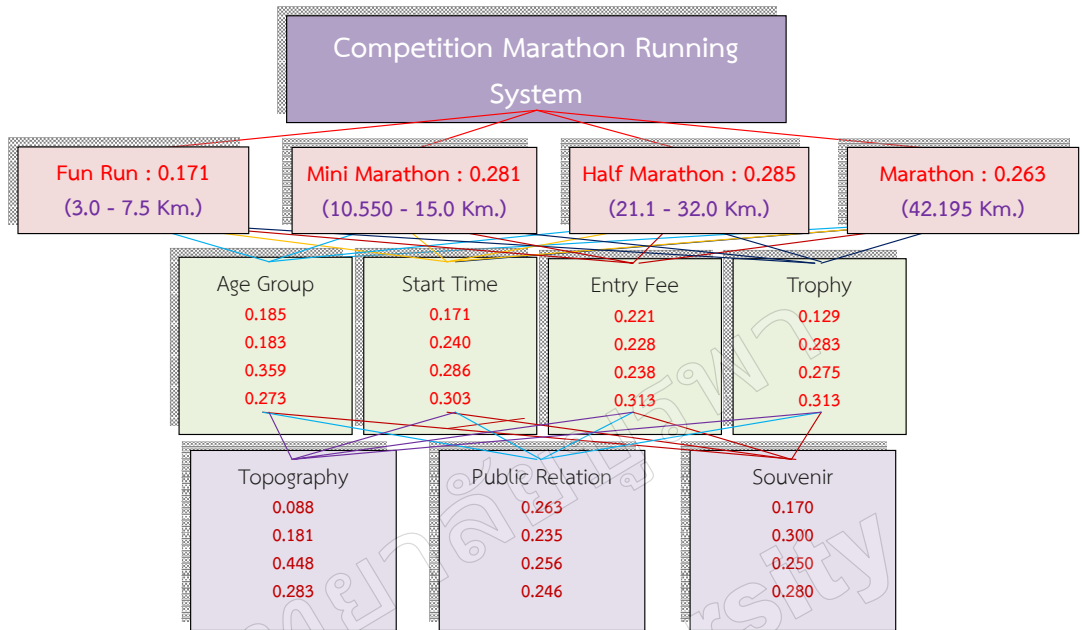 Competition Marathon Running
System
Fun Run : 0.171
(3.0 - 7.5 Km.)
Mini Marathon : 0.281
(10.550 - 15.0 Km.)
Half Marathon : 0.285
(21.1 - 32.0 Km.)
Marathon : 0.263
(42.195 Km.)
Age Group
0.185
0.183
0.359
0.273
Start Time
0.171
0.240
0.286
0.303
Entry Fee
0.221
0.228
0.238
0.313
Trophy
0.129
0.283
0.275
0.313
Topography
0.088
0.181
0.448
0.283
Public Relation
0.263
0.235
0.256
0.246
Souvenir
0.170
0.300
0.250
0.280